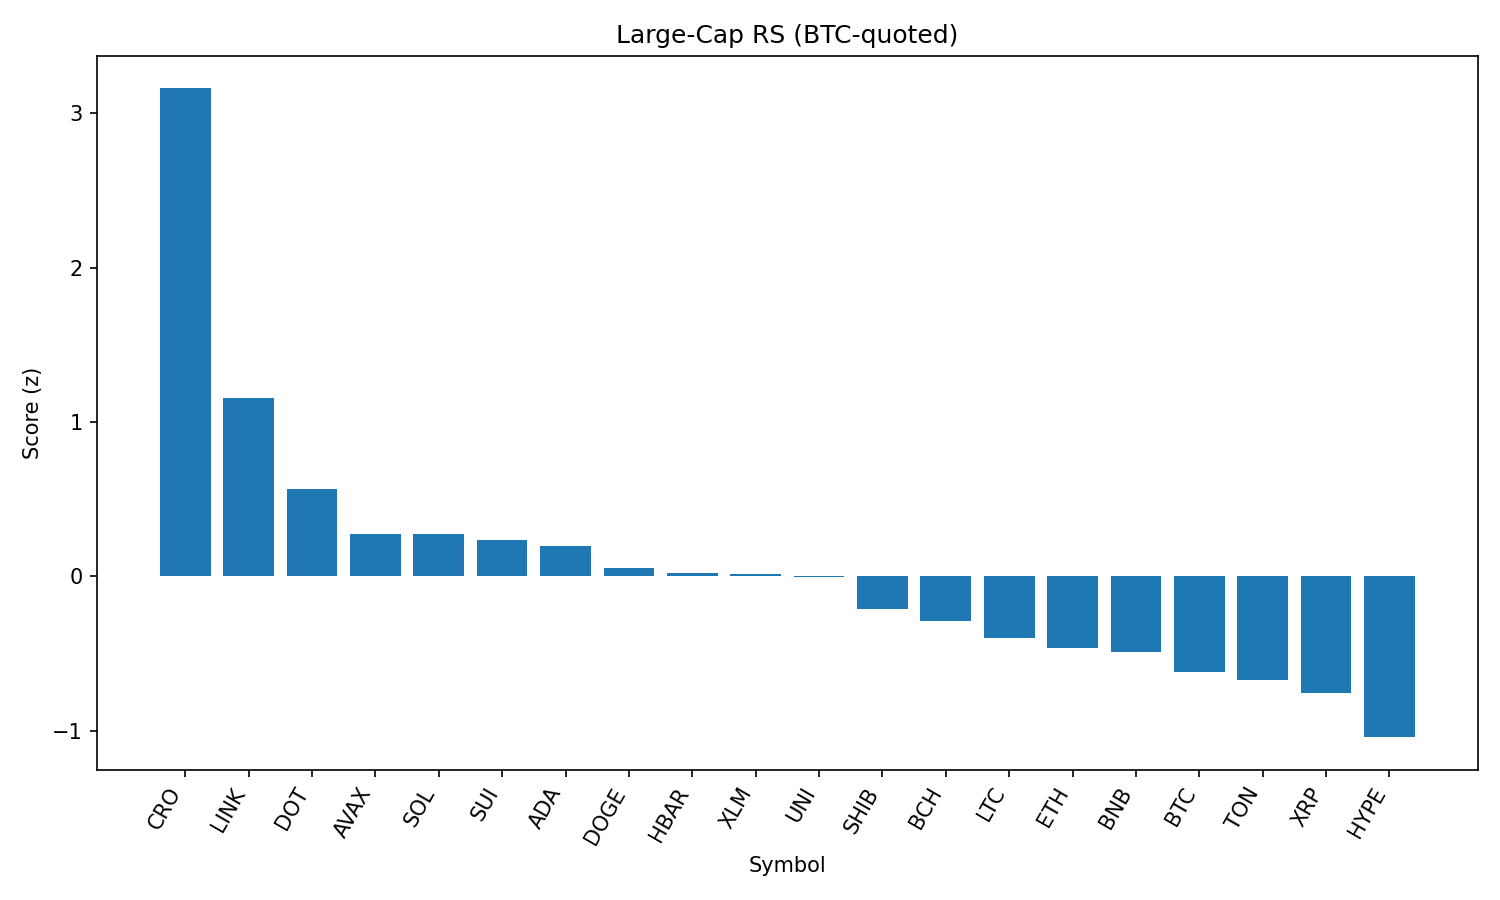 Large-Cap RS (BTC-quoted)
Score (z)
3
2
1
0
−1
CRO
LINK
DOT
AVAX
SOL
SUI
ADA
DOGE
HBAR
XLM
UNI
SHIB
BCH
LTC
ETH
BNB
BTC
TON
XRP
HYPE
Symbol